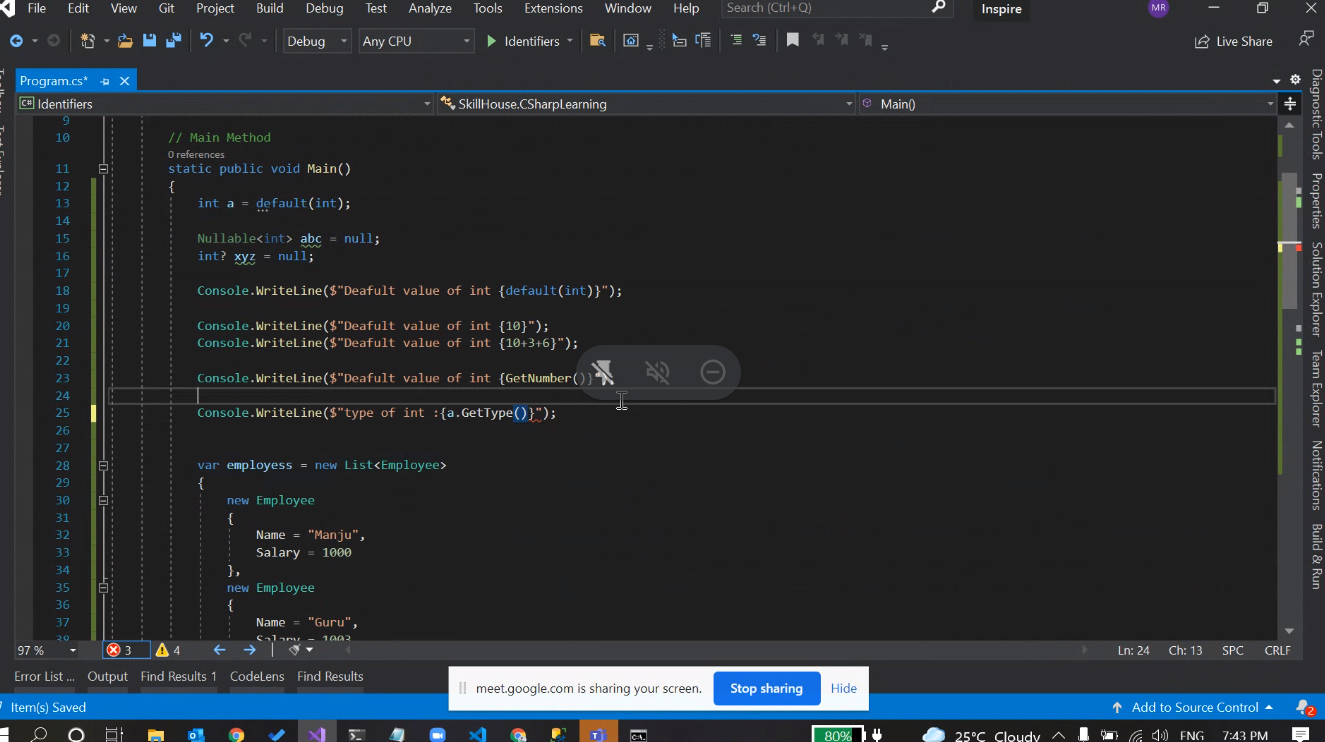 File Edit View Git Project Build Debug Test Analyze Tools Extensions Window Help Search (Ctrl+Q) Inspire MR
Debug Any CPU Identifiers Live Share
Program.cs*
C# Identifiers SkillHouse.CSharpLearning Main()
9
10 // Main Method
0 references
11 static public void Main()
12 {
13 int a = default(int);
14
15 Nullable<int> abc = null;
16 int? xyz = null;
17
18 Console.WriteLine($"Deafult value of int {default(int)}");
19
20 Console.WriteLine($"Deafult value of int {10}");
21 Console.WriteLine($"Deafult value of int {10+3+6}");
22
23 Console.WriteLine($"Deafult value of int {GetNumber()}
24
25 Console.WriteLine($"type of int :{a.GetType()}");
26
27
28 var employess = new List<Employee>
29 {
30 new Employee
31 {
32 Name = "Manju",
33 Salary = 1000
34 },
35 new Employee
36 {
37 Name = "Guru",
38 Salary = 1003
97 % 3 4 Ln: 24 Ch: 13 SPC CRLF
Error List ... Output Find Results 1 CodeLens Find Results
meet.google.com is sharing your screen. Stop sharing Hide
Item(s) Saved Add to Source Control 2
80% 25°C Cloudy ENG 7:43 PM
Diagnostic Tools
Properties
Solution Explorer
Team Explorer
Notifications
Build & Run